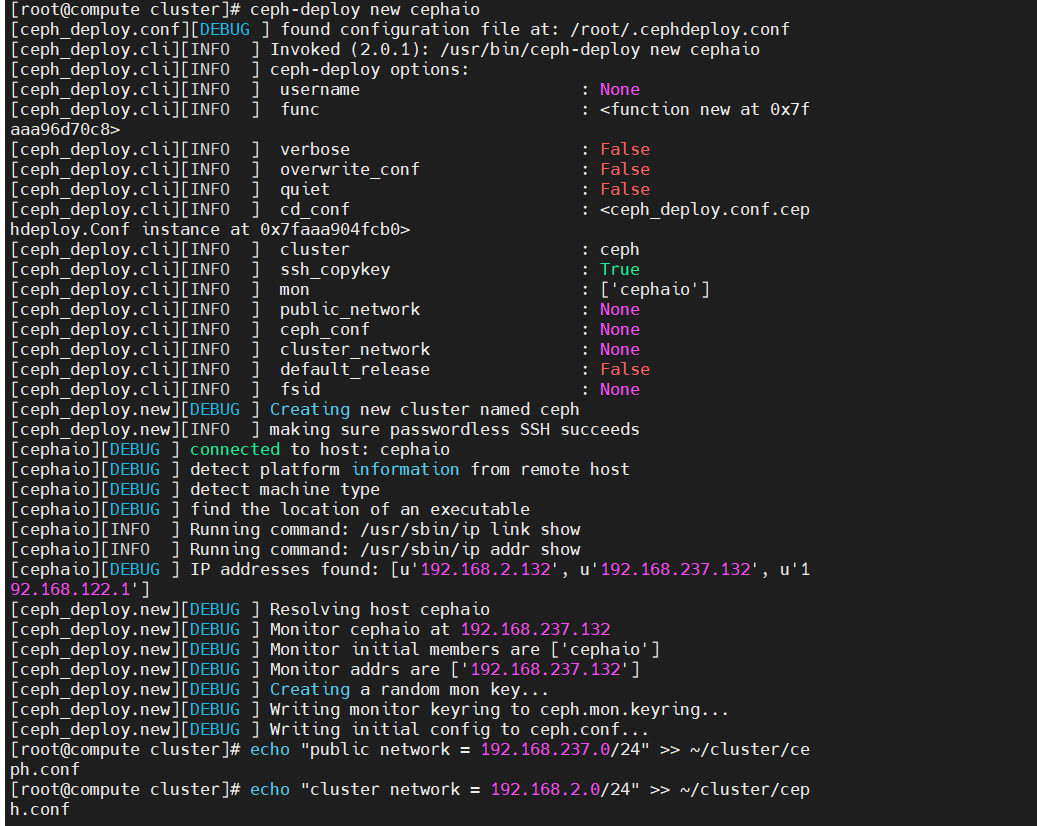 [root@compute cluster]# ceph-deploy new cephaio
[ceph_deploy.conf][DEBUG ] found configuration file at: /root/.cephdeploy.conf
[ceph_deploy.cli][INFO  ] Invoked (2.0.1): /usr/bin/ceph-deploy new cephaio
[ceph_deploy.cli][INFO  ] ceph-deploy options:
[ceph_deploy.cli][INFO  ]  username                      : None
[ceph_deploy.cli][INFO  ]  func                          : <function new at 0x7f
aaa96d70c8>
[ceph_deploy.cli][INFO  ]  verbose                       : False
[ceph_deploy.cli][INFO  ]  overwrite_conf                : False
[ceph_deploy.cli][INFO  ]  quiet                         : False
[ceph_deploy.cli][INFO  ]  cd_conf                       : <ceph_deploy.conf.cep
hdeploy.Conf instance at 0x7faaa904fcb0>
[ceph_deploy.cli][INFO  ]  cluster                       : ceph
[ceph_deploy.cli][INFO  ]  ssh_copykey                   : True
[ceph_deploy.cli][INFO  ]  mon                           : ['cephaio']
[ceph_deploy.cli][INFO  ]  public_network                : None
[ceph_deploy.cli][INFO  ]  ceph_conf                     : None
[ceph_deploy.cli][INFO  ]  cluster_network               : None
[ceph_deploy.cli][INFO  ]  default_release               : False
[ceph_deploy.cli][INFO  ]  fsid                          : None
[ceph_deploy.new][DEBUG ] Creating new cluster named ceph
[ceph_deploy.new][INFO  ] making sure passwordless SSH succeeds
[cephaio][DEBUG ] connected to host: cephaio
[cephaio][DEBUG ] detect platform information from remote host
[cephaio][DEBUG ] detect machine type
[cephaio][DEBUG ] find the location of an executable
[cephaio][INFO  ] Running command: /usr/sbin/ip link show
[cephaio][INFO  ] Running command: /usr/sbin/ip addr show
[cephaio][DEBUG ] IP addresses found: [u'192.168.2.132', u'192.168.237.132', u'1
92.168.122.1']
[ceph_deploy.new][DEBUG ] Resolving host cephaio
[ceph_deploy.new][DEBUG ] Monitor cephaio at 192.168.237.132
[ceph_deploy.new][DEBUG ] Monitor initial members are ['cephaio']
[ceph_deploy.new][DEBUG ] Monitor addrs are ['192.168.237.132']
[ceph_deploy.new][DEBUG ] Creating a random mon key...
[ceph_deploy.new][DEBUG ] Writing monitor keyring to ceph.mon.keyring...
[ceph_deploy.new][DEBUG ] Writing initial config to ceph.conf...
[root@compute cluster]# echo "public network = 192.168.237.0/24" >> ~/cluster/ce
ph.conf
[root@compute cluster]# echo "cluster network = 192.168.2.0/24" >> ~/cluster/cep
h.conf